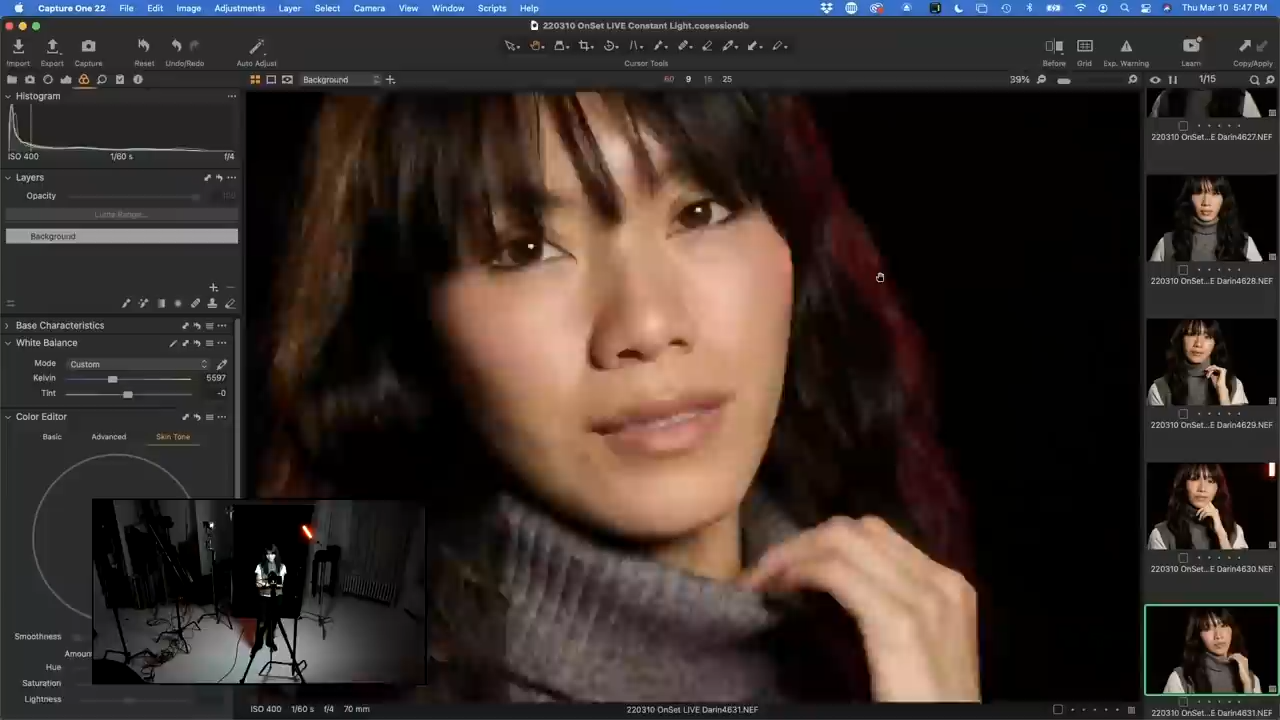 Capture One 22 File Edit Image Adjustments Layer Select Camera View Window Scripts Help Thu Mar 10 5:47 PM
220310 OnSet LIVE Constant Light.cosessiondb
Import Export Capture Reset Undo/Redo Auto Adjust Cursor Tools Before Grid Exp. Warning Learn Copy/Apply
Background 60 9 15 25 39% 1/15
Histogram
ISO 400 1/60 s f/4
Layers
Opacity 100
Luma Range...
Background
Base Characteristics
White Balance
Mode Custom
Kelvin 5597
Tint -0
Color Editor
Basic Advanced Skin Tone
Smoothness
Amoun
Hue
Saturation
Lightness
220310 OnSet...E Darin4627.NEF
220310 OnSet...E Darin4628.NEF
220310 OnSet...E Darin4629.NEF
220310 OnSet...E Darin4630.NEF
220310 OnSet...E Darin4631.NEF
ISO 400 1/60 s f/4 70 mm 220310 OnSet LIVE Darin4631.NEF